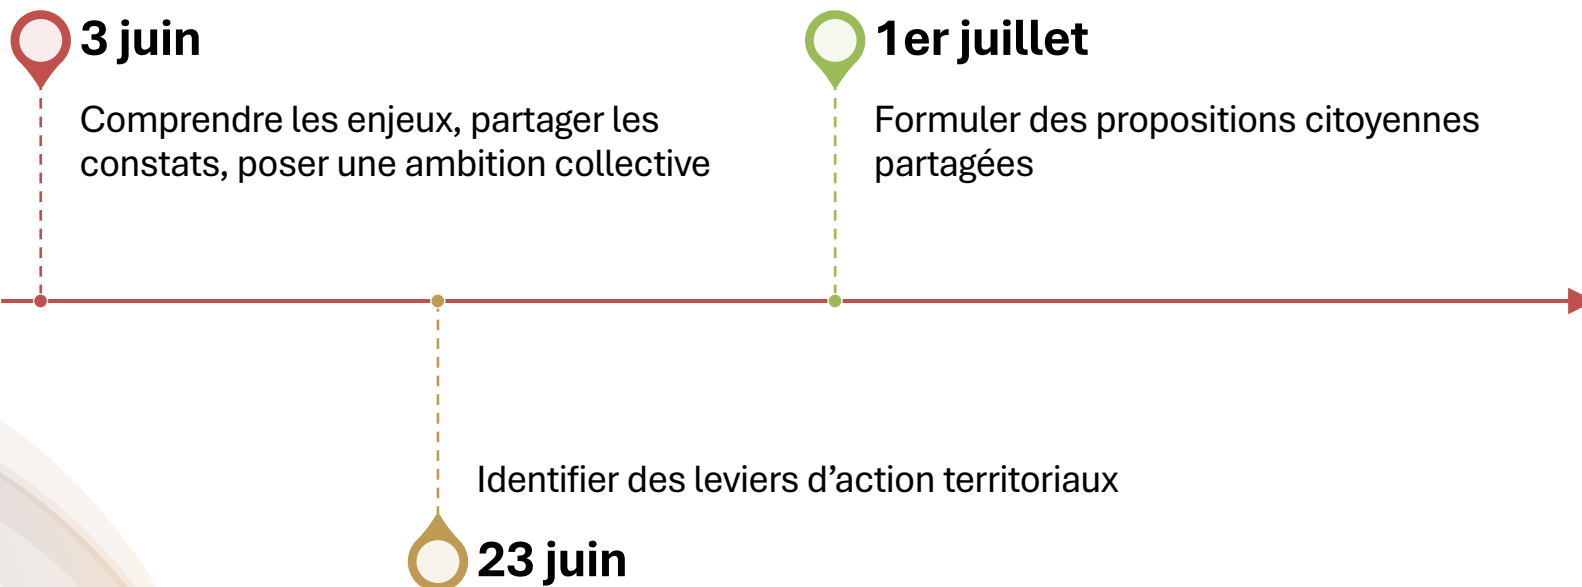 3 juin
Comprendre les enjeux, partager les
constats, poser une ambition collective
1er juillet
Formuler des propositions citoyennes
partagées
Identifier des leviers d’action territoriaux
23 juin